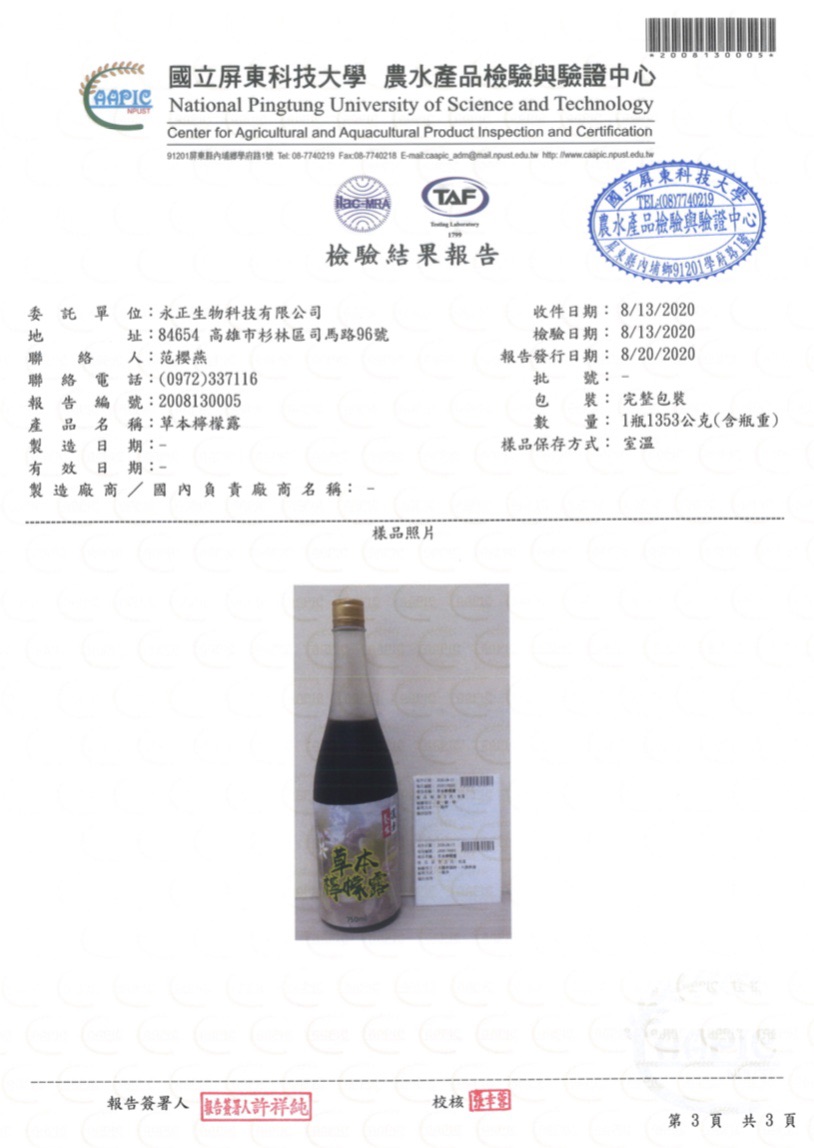 *2008130005*
CAAPIC
NPUST
國立屏東科技大學 農水產品檢驗與驗證中心
National Pingtung University of Science and Technology
Center for Agricultural and Aquacultural Product Inspection and Certification
91201屏東縣內埔鄉學府路1號 Tel: 08-7740219 Fax:08-7740218 E-mail:caapic_adm@mail.npust.edu.tw http: //www.caapic.npust.edu.tw
ilac-MRA
TAF
Testing Laboratory
1799
國立屏東科技大學
TEL:(08)7740219
農水產品檢驗與驗證中心
屏東縣內埔鄉91201學府路1號
檢驗結果報告
委託單位:永正生物科技有限公司
收件日期: 8/13/2020
地址:84654 高雄市杉林區司馬路96號
檢驗日期: 8/13/2020
聯絡人:范櫻燕
報告發行日期: 8/20/2020
聯絡電話:(0972)337116
批號: -
報告編號:2008130005
包裝: 完整包裝
產品名稱:草本檸檬露
數量: 1瓶1353公克(含瓶重)
製造日期:-
樣品保存方式: 室溫
有效日期:-
製造廠商／國內負責廠商名稱: -
樣品照片
草本
檸檬露
報告簽署人 報告簽署人許祥純
校核
第 3 頁 共 3 頁